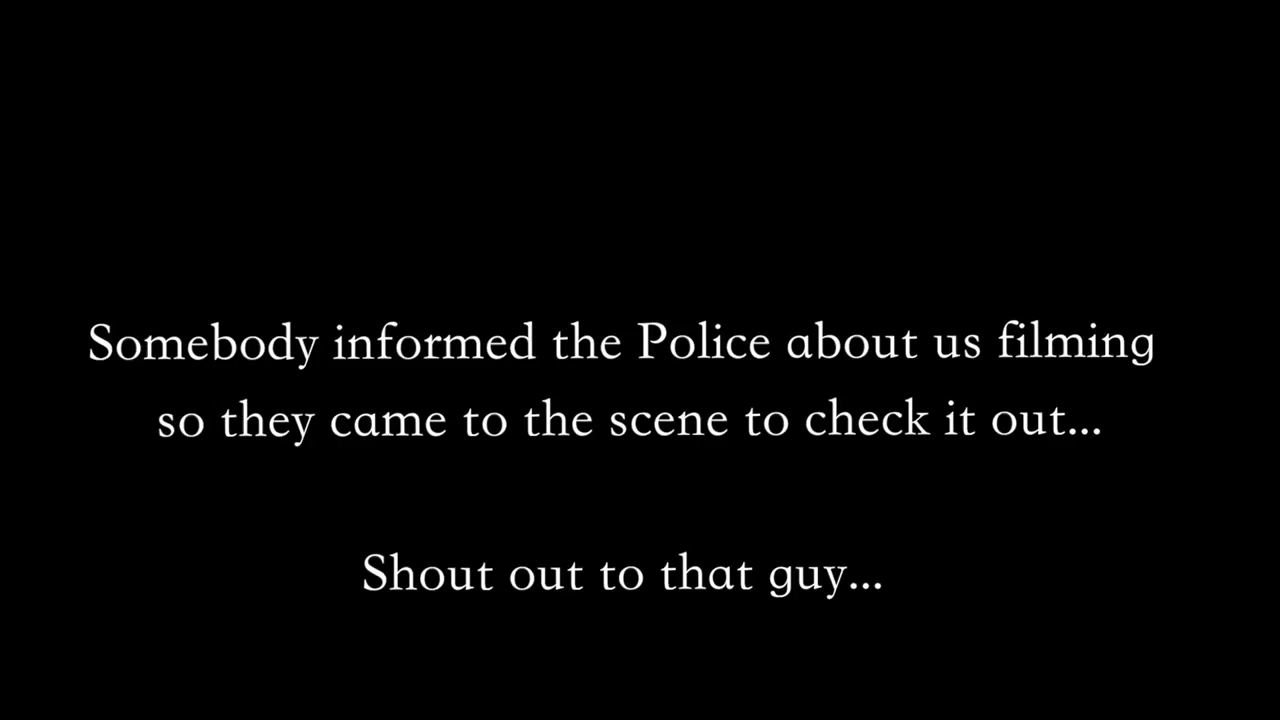 Somebody informed the Police about us filming
so they came to the scene to check it out...
Shout out to that guy...